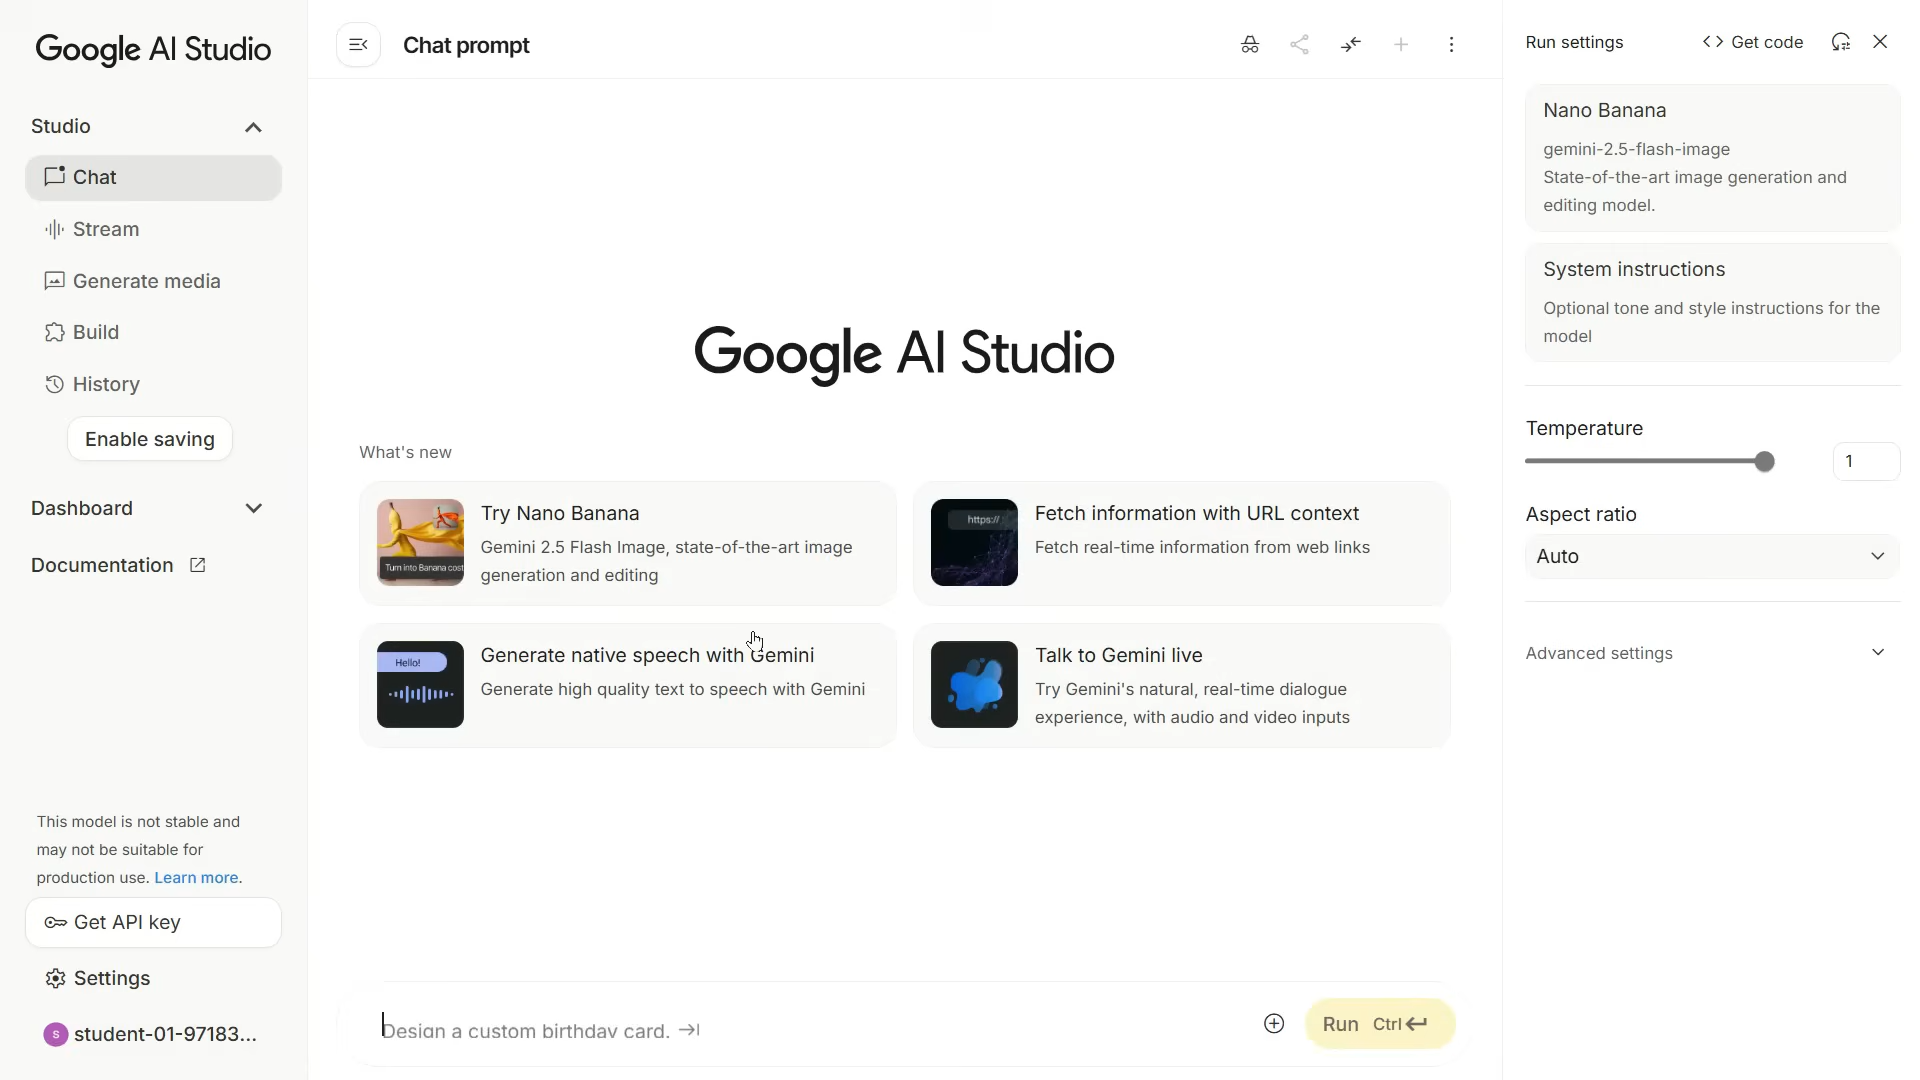 Google AI Studio
Studio
Chat
Stream
Generate media
Build
History
Enable saving
Dashboard
Documentation
This model is not stable and
may not be suitable for
production use. Learn more.
Get API key
Settings
S
student-01-97183...
Chat prompt
Google AI Studio
What's new
Turn into Banana cost
Try Nano Banana
Gemini 2.5 Flash Image, state-of-the-art image
generation and editing
https://
Fetch information with URL context
Fetch real-time information from web links
Hello!
Generate native speech with Gemini
Generate high quality text to speech with Gemini
Talk to Gemini live
Try Gemini's natural, real-time dialogue
experience, with audio and video inputs
Design a custom birthday card.
Run Ctrl
Run settings
Get code
Nano Banana
gemini-2.5-flash-image
State-of-the-art image generation and
editing model.
System instructions
Optional tone and style instructions for the
model
Temperature
1
Aspect ratio
Auto
Advanced settings